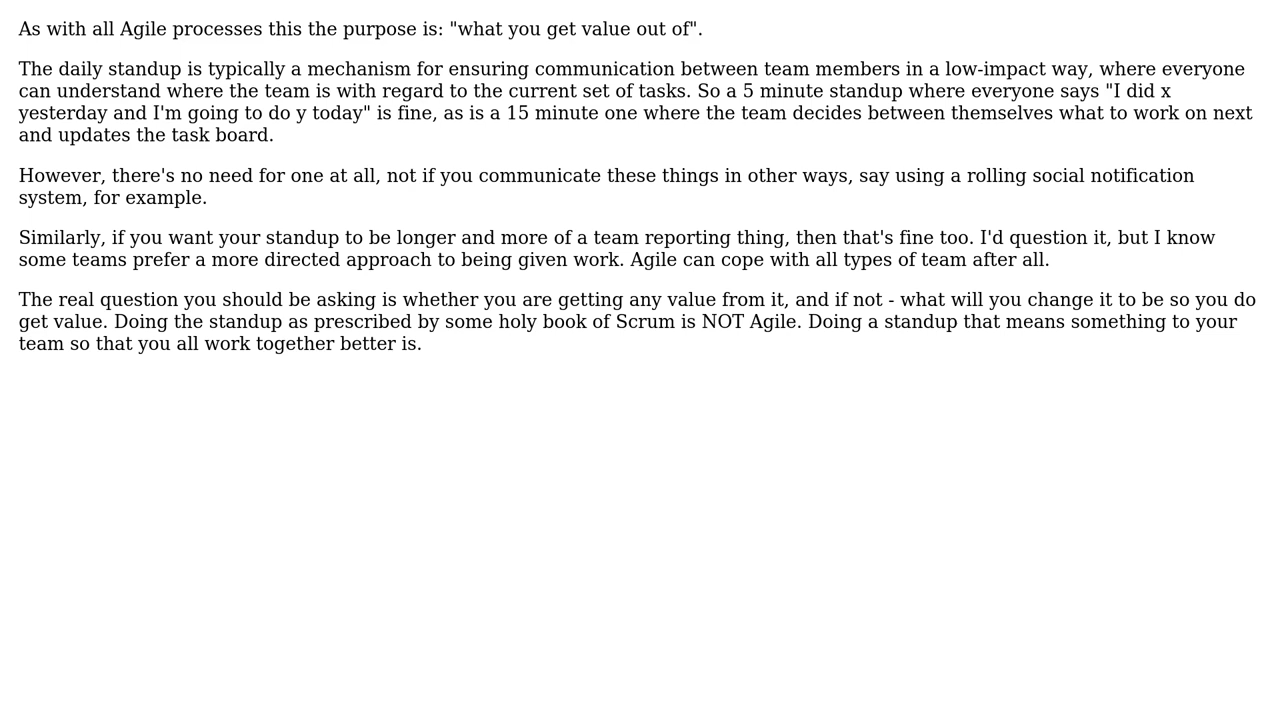 As with all Agile processes this the purpose is: "what you get value out of".
The daily standup is typically a mechanism for ensuring communication between team members in a low-impact way, where everyone
can understand where the team is with regard to the current set of tasks. So a 5 minute standup where everyone says "I did x
yesterday and I'm going to do y today" is fine, as is a 15 minute one where the team decides between themselves what to work on next
and updates the task board.
However, there's no need for one at all, not if you communicate these things in other ways, say using a rolling social notification
system, for example.
Similarly, if you want your standup to be longer and more of a team reporting thing, then that's fine too. I'd question it, but I know
some teams prefer a more directed approach to being given work. Agile can cope with all types of team after all.
The real question you should be asking is whether you are getting any value from it, and if not - what will you change it to be so you do
get value. Doing the standup as prescribed by some holy book of Scrum is NOT Agile. Doing a standup that means something to your
team so that you all work together better is.